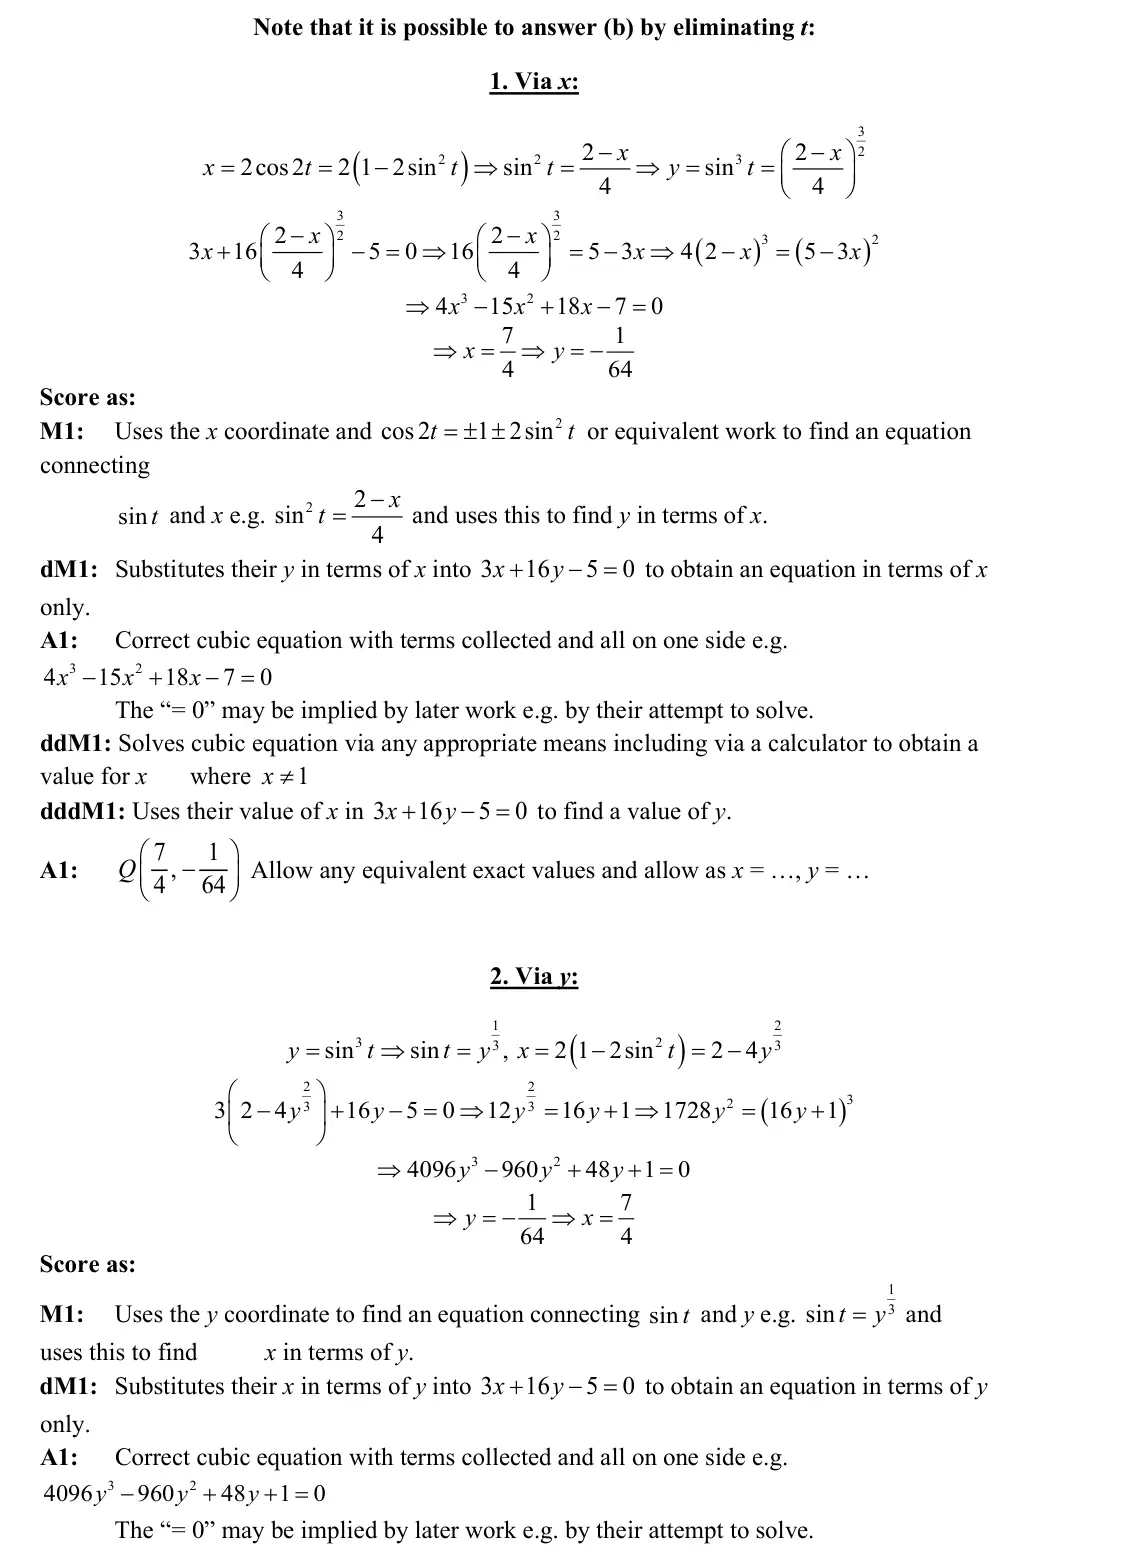 Note that it is possible to answer (b) by eliminating t:
1. Via x:
x = 2cos2t = 2(1 − 2sin² t) ⇒ sin² t = (2 − x)/4 ⇒ y = sin³ t = ((2 − x)/4)^(3/2)
3x + 16((2 − x)/4)^(3/2) − 5 = 0 ⇒ 16((2 − x)/4)^(3/2) = 5 − 3x ⇒ 4(2 − x)³ = (5 − 3x)²
⇒ 4x³ − 15x² + 18x − 7 = 0
⇒ x = 7/4 ⇒ y = −1/64
Score as:
M1: Uses the x coordinate and cos2t = ±1 ± 2sin² t or equivalent work to find an equation
connecting
sin t and x e.g. sin² t = (2 − x)/4 and uses this to find y in terms of x.
dM1: Substitutes their y in terms of x into 3x + 16y − 5 = 0 to obtain an equation in terms of x
only.
A1: Correct cubic equation with terms collected and all on one side e.g.
4x³ − 15x² + 18x − 7 = 0
The “= 0” may be implied by later work e.g. by their attempt to solve.
ddM1: Solves cubic equation via any appropriate means including via a calculator to obtain a
value for x where x ≠ 1
dddM1: Uses their value of x in 3x + 16y − 5 = 0 to find a value of y.
A1: Q(7/4, −1/64) Allow any equivalent exact values and allow as x = …, y = …
2. Via y:
y = sin³ t ⇒ sin t = y^(1/3), x = 2(1 − 2sin² t) = 2 − 4y^(2/3)
3(2 − 4y^(2/3)) + 16y − 5 = 0 ⇒ 12y^(2/3) = 16y + 1 ⇒ 1728y² = (16y + 1)³
⇒ 4096y³ − 960y² + 48y + 1 = 0
⇒ y = −1/64 ⇒ x = 7/4
Score as:
M1: Uses the y coordinate to find an equation connecting sin t and y e.g. sin t = y^(1/3) and
uses this to find x in terms of y.
dM1: Substitutes their x in terms of y into 3x + 16y − 5 = 0 to obtain an equation in terms of y
only.
A1: Correct cubic equation with terms collected and all on one side e.g.
4096y³ − 960y² + 48y + 1 = 0
The “= 0” may be implied by later work e.g. by their attempt to solve.